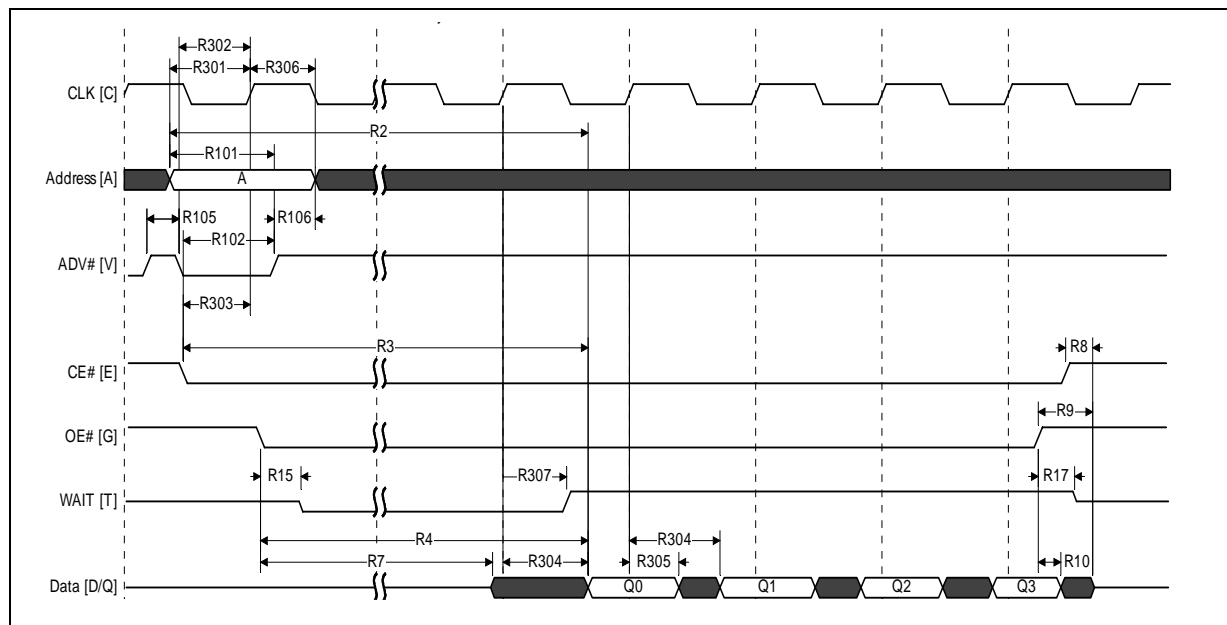 R302
R301 R306
CLK [C]
R2
R101
Address [A] A
R105 R106
R102
ADV# [V]
R303
R3
R8
CE# [E]
R9
OE# [G]
R15 R307 R17
WAIT [T]
R4 R304
R7 R304 R305 R10
Data [D/Q] Q0 Q1 Q2 Q3